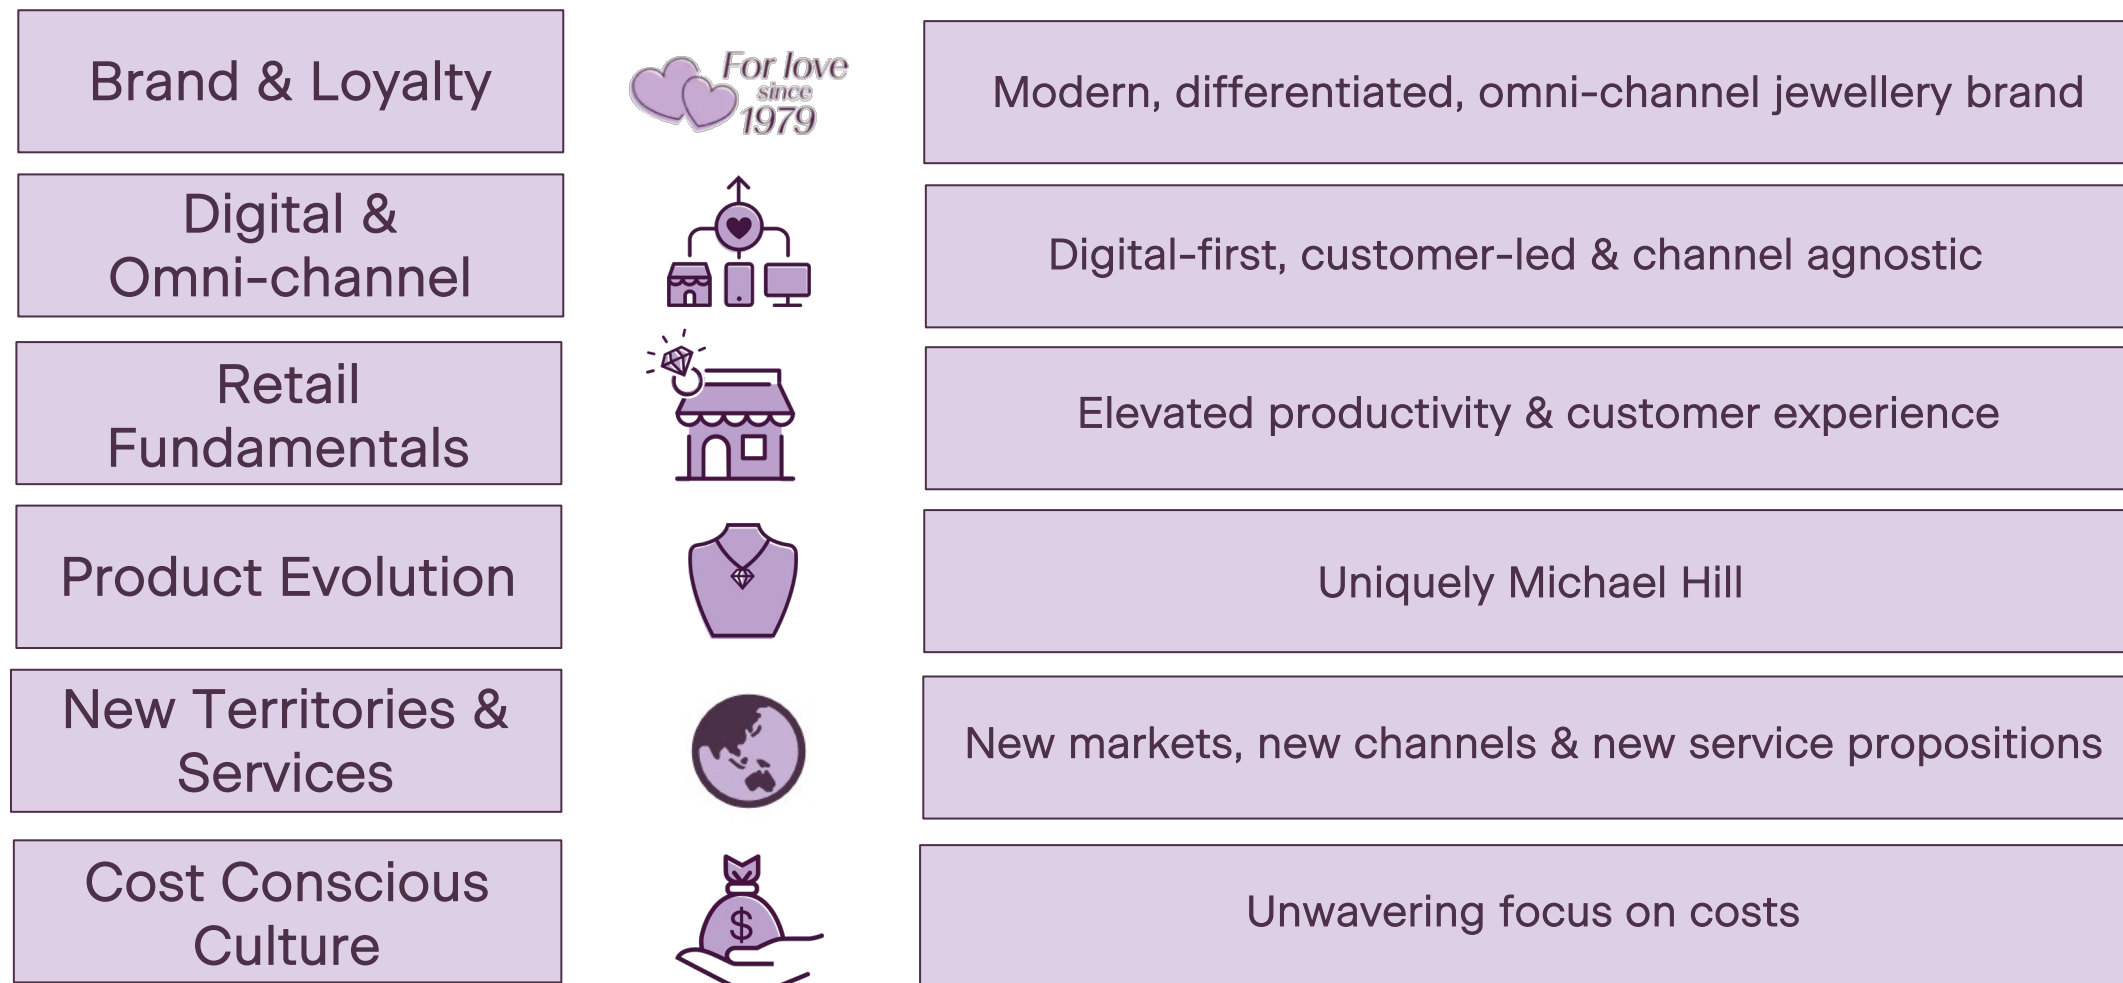 Brand & Loyalty
For love
since
1979
Modern, differentiated, omni-channel jewellery brand
Digital &
Omni-channel
Digital-first, customer-led & channel agnostic
Retail
Fundamentals
Elevated productivity & customer experience
Product Evolution
Uniquely Michael Hill
New Territories &
Services
New markets, new channels & new service propositions
Cost Conscious
Culture
$
Unwavering focus on costs